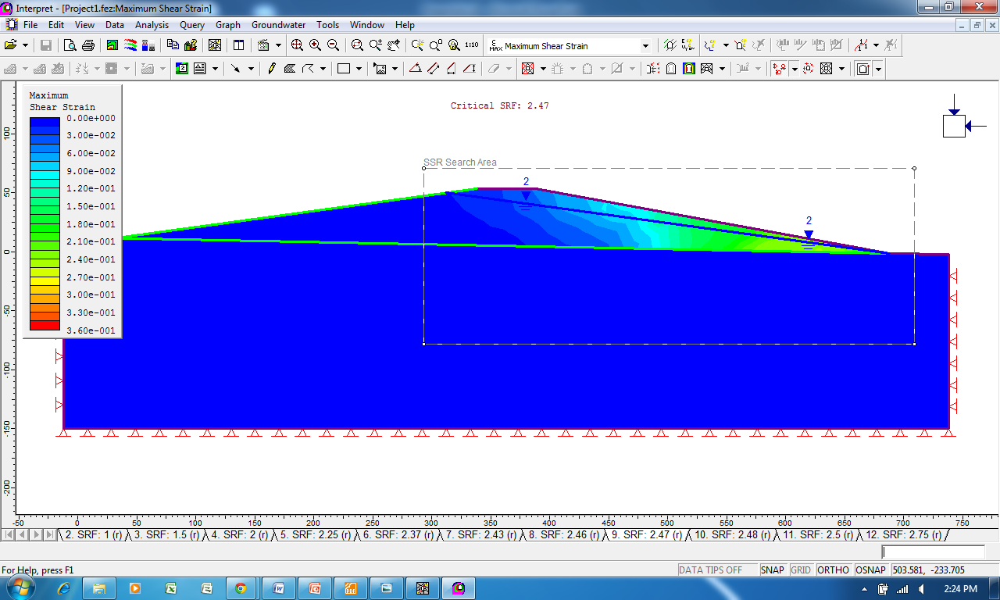 Interpret - [Project1.fez:Maximum Shear Strain]
File Edit View Data Analysis Query Graph Groundwater Tools Window Help
1:10 Maximum Shear Strain
Maximum
Shear Strain
0.00e+000
3.00e-002
6.00e-002
9.00e-002
1.20e-001
1.50e-001
1.80e-001
2.10e-001
2.40e-001
2.70e-001
3.00e-001
3.30e-001
3.60e-001
Critical SRF: 2.47
SSR Search Area
2
2
100
50
0
-50
-100
-150
-200
-50 0 50 100 150 200 250 300 350 400 450 500 550 600 650 700 750
2. SRF: 1 (r) 3. SRF: 1.5 (r) 4. SRF: 2 (r) 5. SRF: 2.25 (r) 6. SRF: 2.37 (r) 7. SRF: 2.43 (r) 8. SRF: 2.46 (r) 9. SRF: 2.47 (r) 10. SRF: 2.48 (r) 11. SRF: 2.5 (r) 12. SRF: 2.75 (r)
For Help, press F1
DATA TIPS OFF SNAP GRID ORTHO OSNAP 503.581, -233.705
2:24 PM